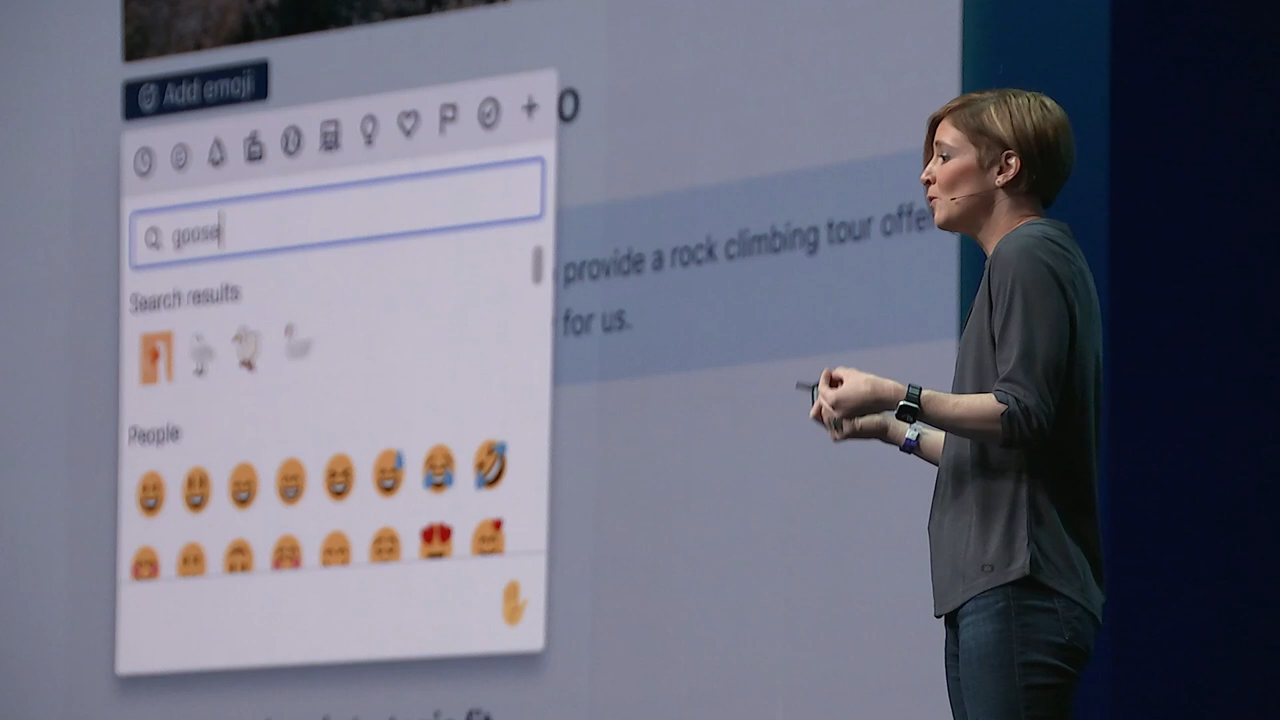 Add emoji
o
goose
Search results
provide a rock climbing tour offe
for us.
People